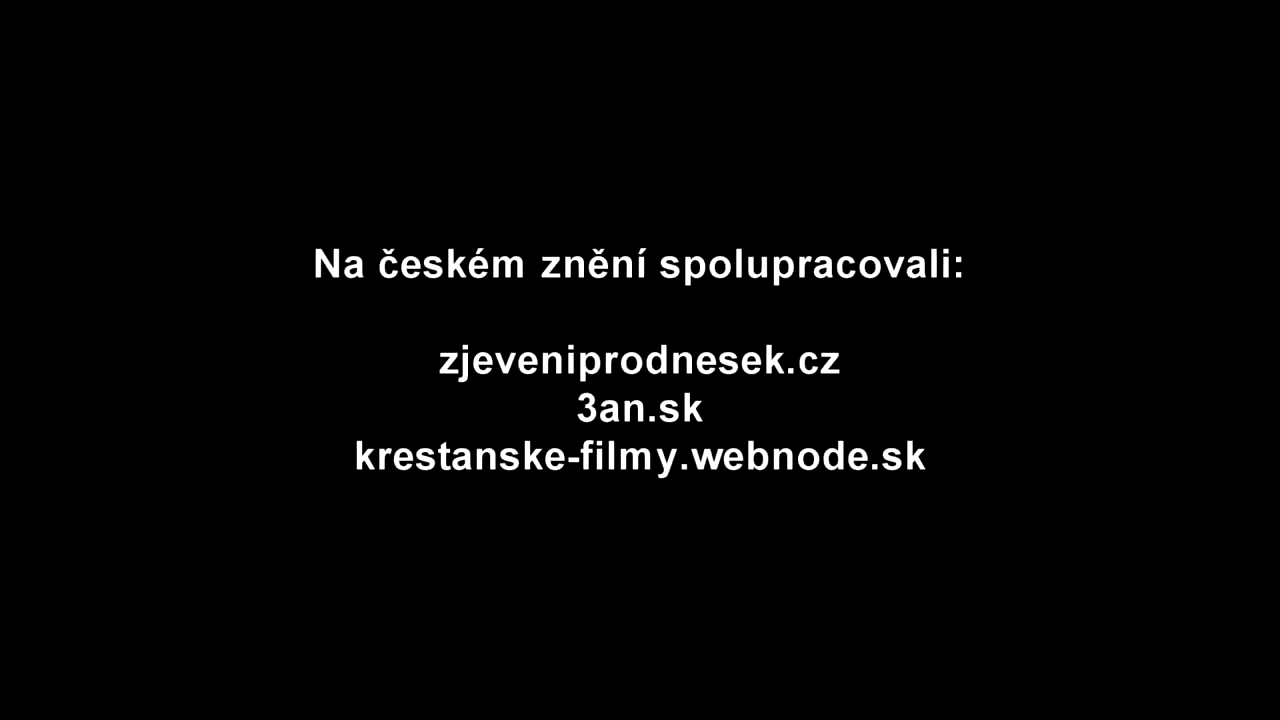 Na českém znění spolupracovali:
zjeveniprodnesek.cz
3an.sk
krestanske-filmy.webnode.sk